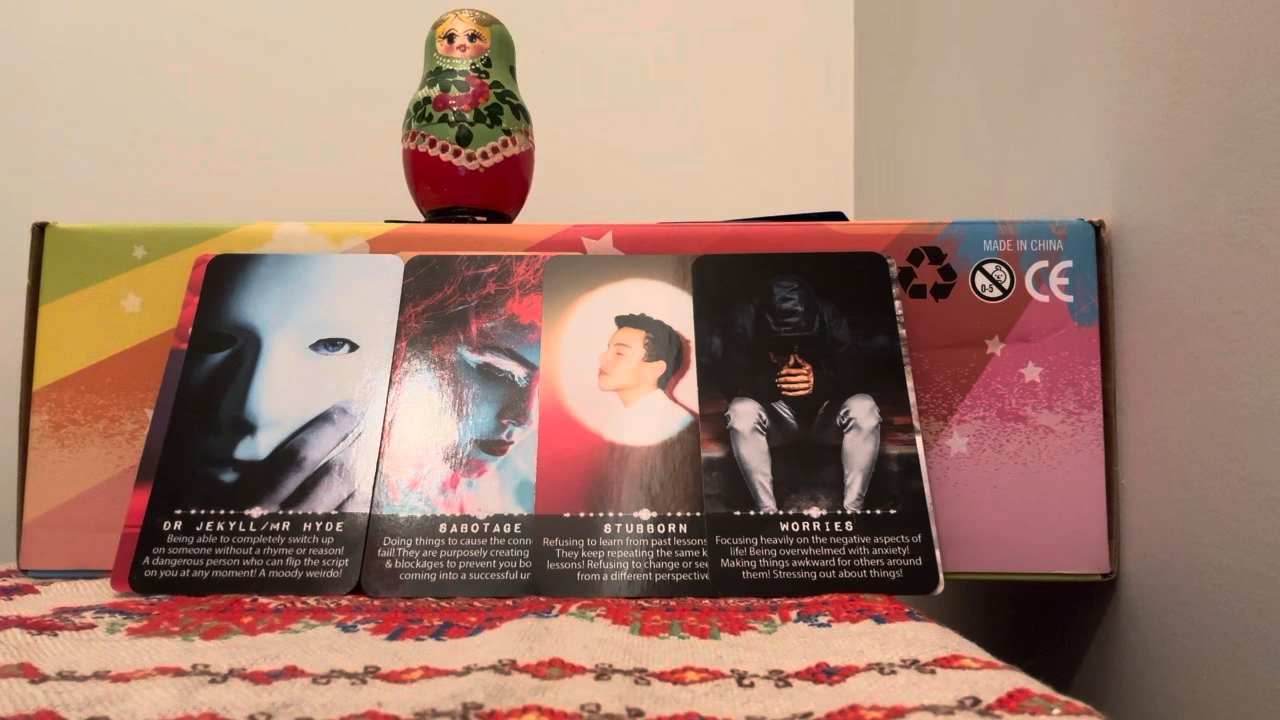 MADE IN CHINA
0-5
CE
DR JEKYLL/MR HYDE
Being able to completely switch up
on someone without a rhyme or reason!
A dangerous person who can flip the script
on you at any moment! A moody weirdo!
SABOTAGE
Doing things to cause the conn
fail! They are purposely creating
& blockages to prevent you bo
coming into a successful un
STUBBORN
Refusing to learn from past lessons
They keep repeating the same k
lessons! Refusing to change or see
from a different perspective
WORRIES
Focusing heavily on the negative aspects of
life! Being overwhelmed with anxiety!
Making things awkward for others around
them! Stressing out about things!